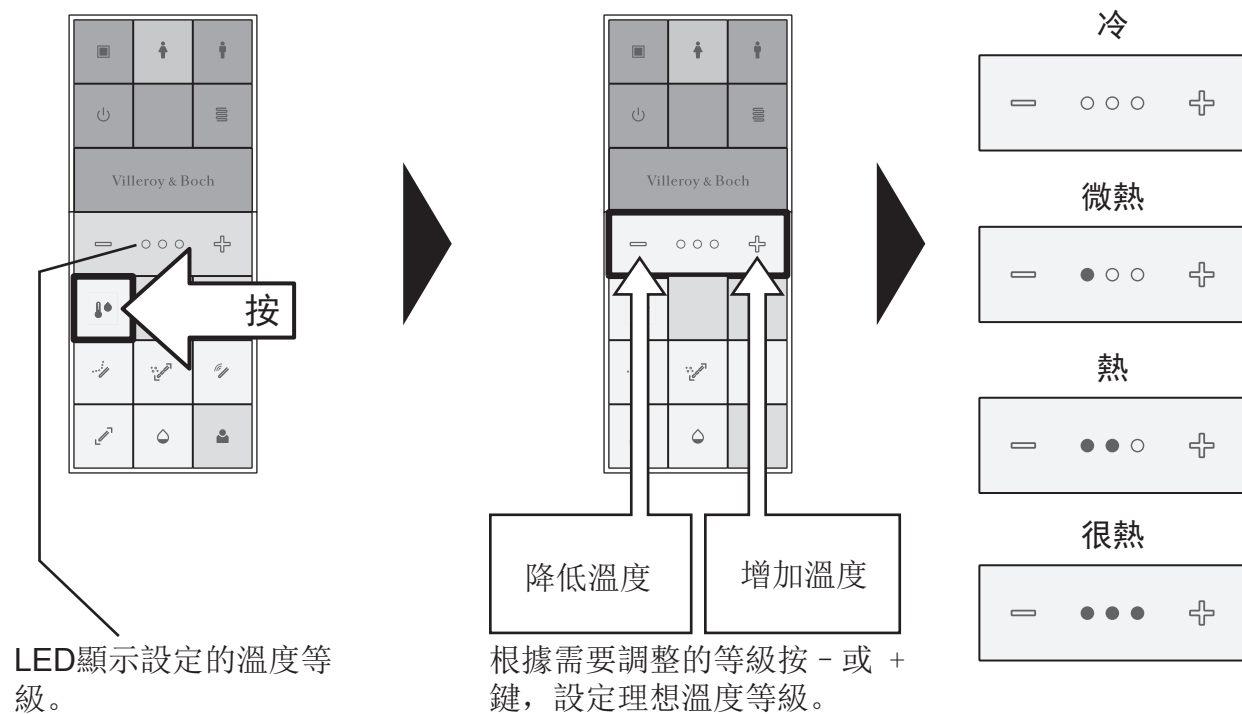 Villeroy & Boch
按
LED顯示設定的溫度等
級。
Villeroy & Boch
降低溫度
增加溫度
根據需要調整的等級按 – 或 +
鍵，設定理想溫度等級。
冷
微熱
熱
很熱